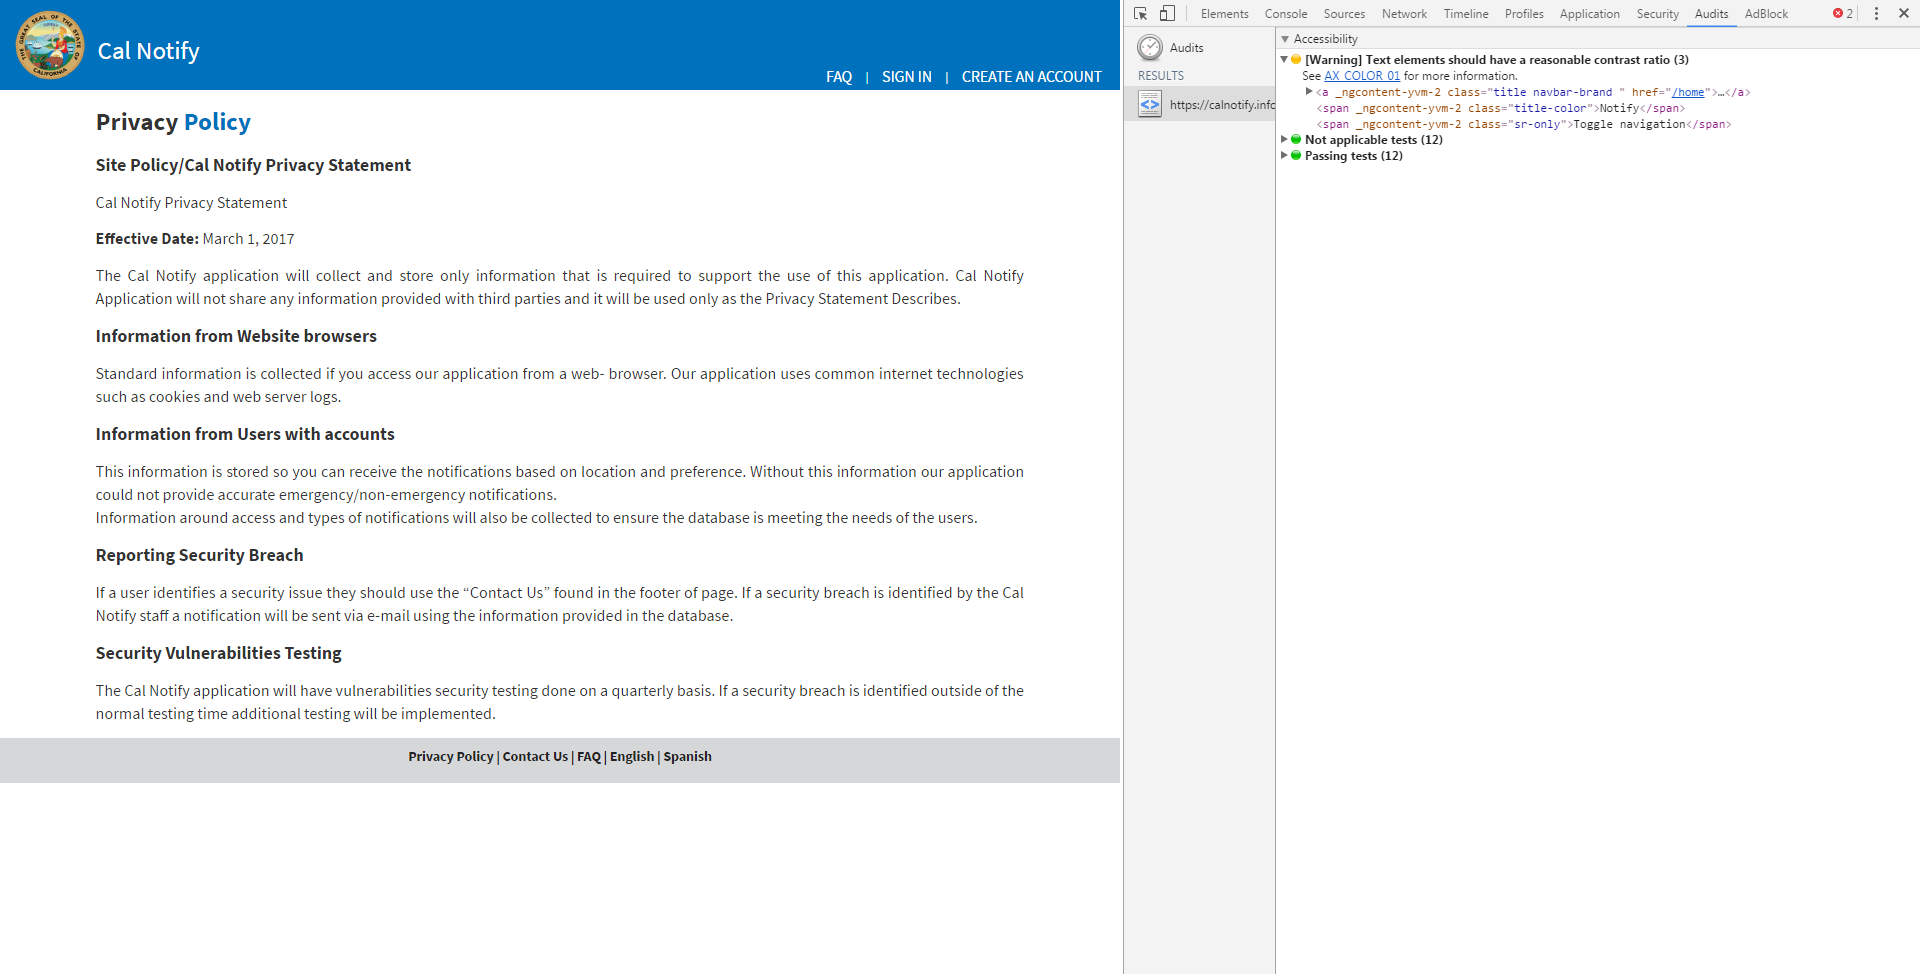 Cal Notify
FAQ | SIGN IN | CREATE AN ACCOUNT
Privacy Policy
Site Policy/Cal Notify Privacy Statement
Cal Notify Privacy Statement
Effective Date: March 1, 2017
The Cal Notify application will collect and store only information that is required to support the use of this application. Cal Notify
Application will not share any information provided with third parties and it will be used only as the Privacy Statement Describes.
Information from Website browsers
Standard information is collected if you access our application from a web- browser. Our application uses common internet technologies
such as cookies and web server logs.
Information from Users with accounts
This information is stored so you can receive the notifications based on location and preference. Without this information our application
could not provide accurate emergency/non-emergency notifications.
Information around access and types of notifications will also be collected to ensure the database is meeting the needs of the users.
Reporting Security Breach
If a user identifies a security issue they should use the “Contact Us” found in the footer of page. If a security breach is identified by the Cal
Notify staff a notification will be sent via e-mail using the information provided in the database.
Security Vulnerabilities Testing
The Cal Notify application will have vulnerabilities security testing done on a quarterly basis. If a security breach is identified outside of the
normal testing time additional testing will be implemented.
Privacy Policy | Contact Us | FAQ | English | Spanish
Elements Console Sources Network Timeline Profiles Application Security Audits AdBlock 2
Audits
RESULTS
https://calnotify.info
Accessibility
[Warning] Text elements should have a reasonable contrast ratio (3)
See AX_COLOR_01 for more information.
<a _ngcontent-yvm-2 class="title navbar-brand " href="/home">…</a>
<span _ngcontent-yvm-2 class="title-color">Notify</span>
<span _ngcontent-yvm-2 class="sr-only">Toggle navigation</span>
Not applicable tests (12)
Passing tests (12)